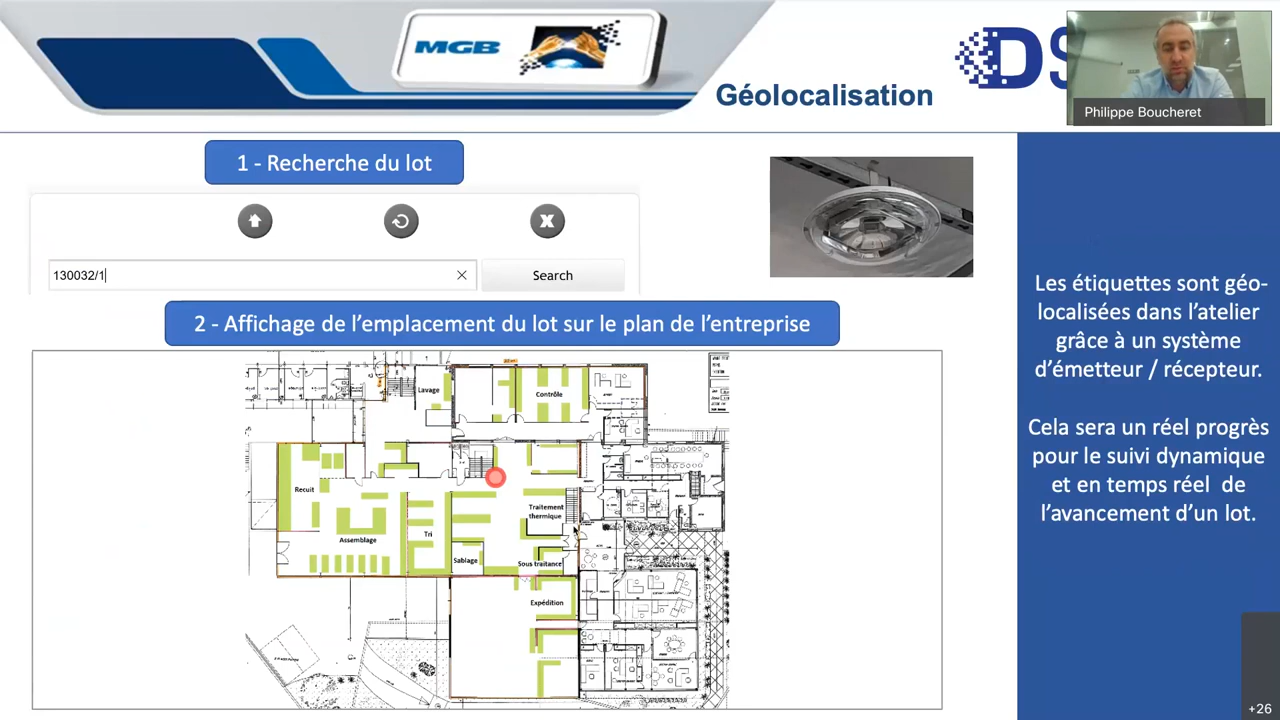 MGB
DS
Géolocalisation
Philippe Boucheret
1 - Recherche du lot
130032/1
Search
2 - Affichage de l’emplacement du lot sur le plan de l’entreprise
Les étiquettes sont géo-
localisées dans l’atelier
grâce à un système
d’émetteur / récepteur.
Cela sera un réel progrès
pour le suivi dynamique
et en temps réel de
l’avancement d’un lot.
Lavage
Contrôle
Recuit
Traitement
thermique
Assemblage
Tri
Sablage
Sous traitance
Expédition
+26